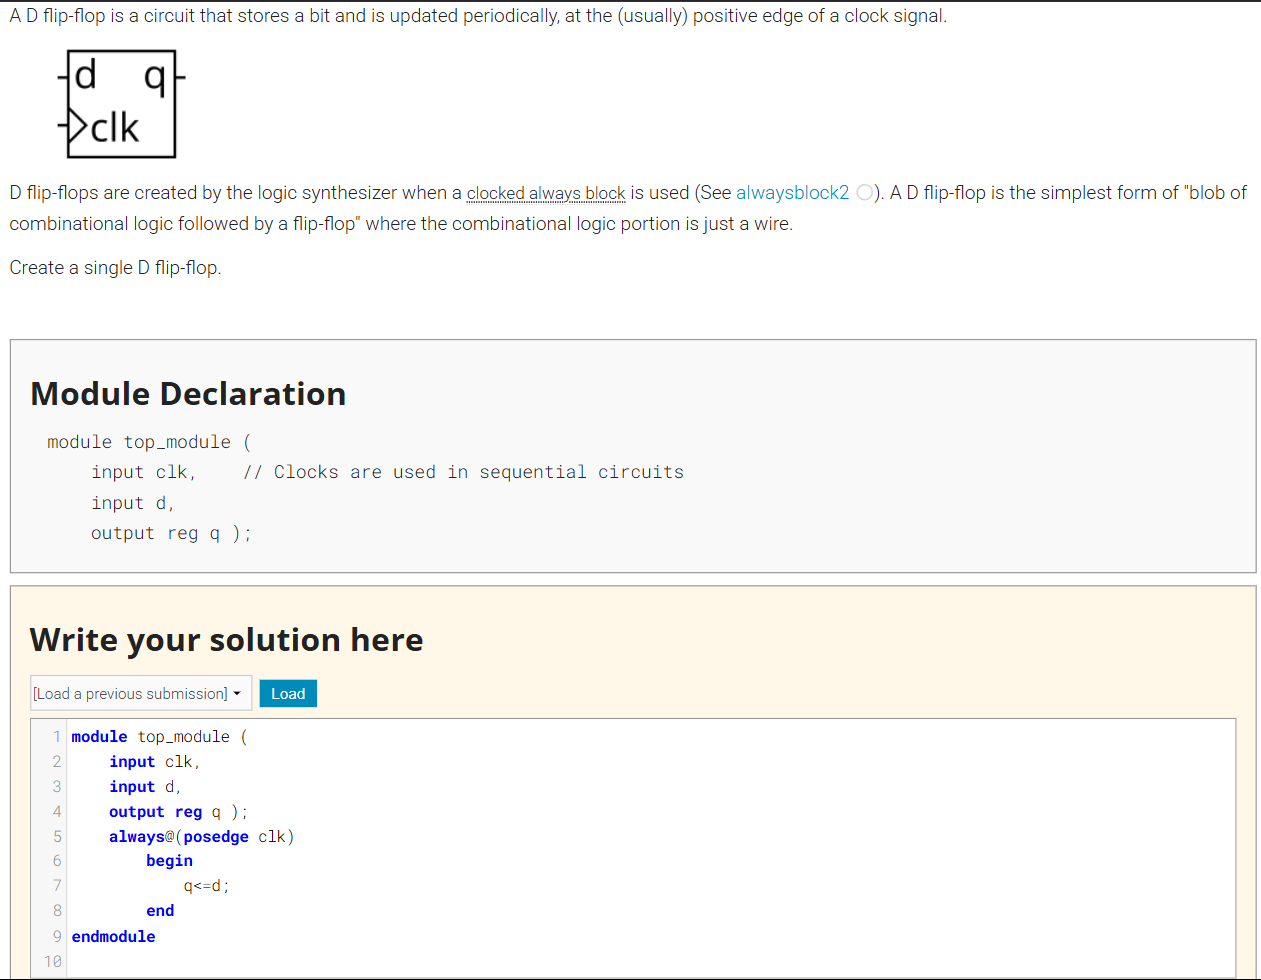 A D flip-flop is a circuit that stores a bit and is updated periodically, at the (usually) positive edge of a clock signal.
d q
clk
D flip-flops are created by the logic synthesizer when a clocked always block is used (See alwaysblock2 ). A D flip-flop is the simplest form of "blob of
combinational logic followed by a flip-flop" where the combinational logic portion is just a wire.
Create a single D flip-flop.
Module Declaration
module top_module (
    input clk,    // Clocks are used in sequential circuits
    input d,
    output reg q );
Write your solution here
[Load a previous submission] Load
1 module top_module (
2     input clk,
3     input d,
4     output reg q );
5     always@(posedge clk)
6         begin
7             q<=d;
8         end
9 endmodule
10